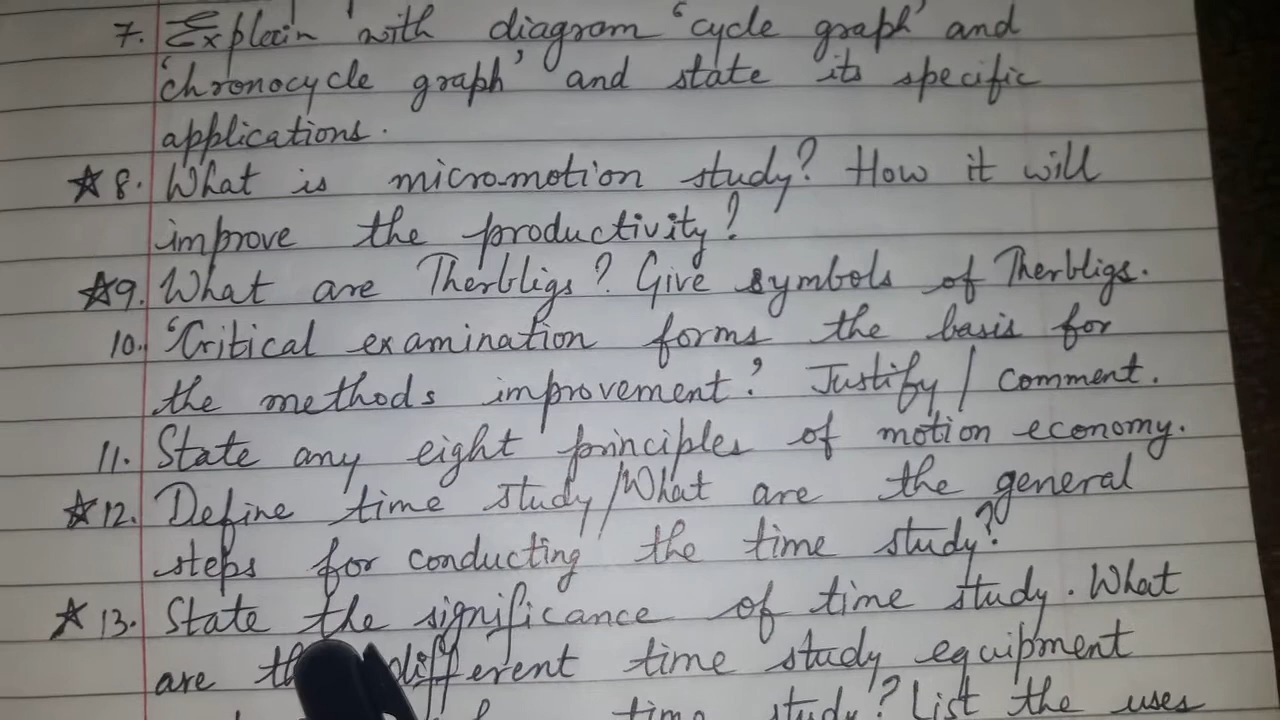 7. Explain with diagram 'cycle graph' and
'chronocycle graph' and state its specific
applications.
☆ 8. What is micromotion study? How it will
improve the productivity?
☆ 9. What are Therbligs? Give symbols of Therbligs.
10. 'Critical examination forms the basis for
the methods improvement.' Justify / comment.
11. State any eight principles of motion economy.
☆ 12. Define time study / What are the general
steps for conducting the time study?
☆ 13. State the significance of time study. What
are the different time study equipment
time study? List the uses